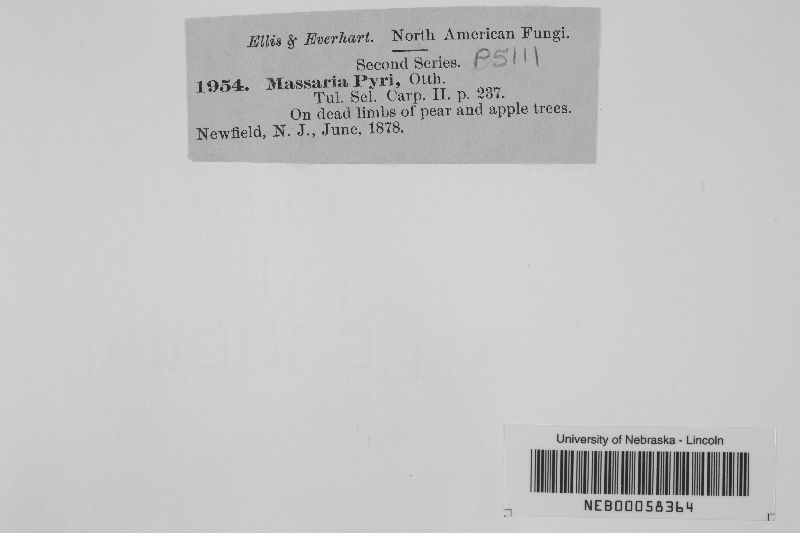 Ellis & Everhart. North American Fungi.
Second Series. P5111
1954. Massaria Pyri, Otth.
Tul. Sel. Carp. II. p. 237.
On dead limbs of pear and apple trees.
Newfield, N. J., June, 1878.
University of Nebraska - Lincoln
NEB00058364